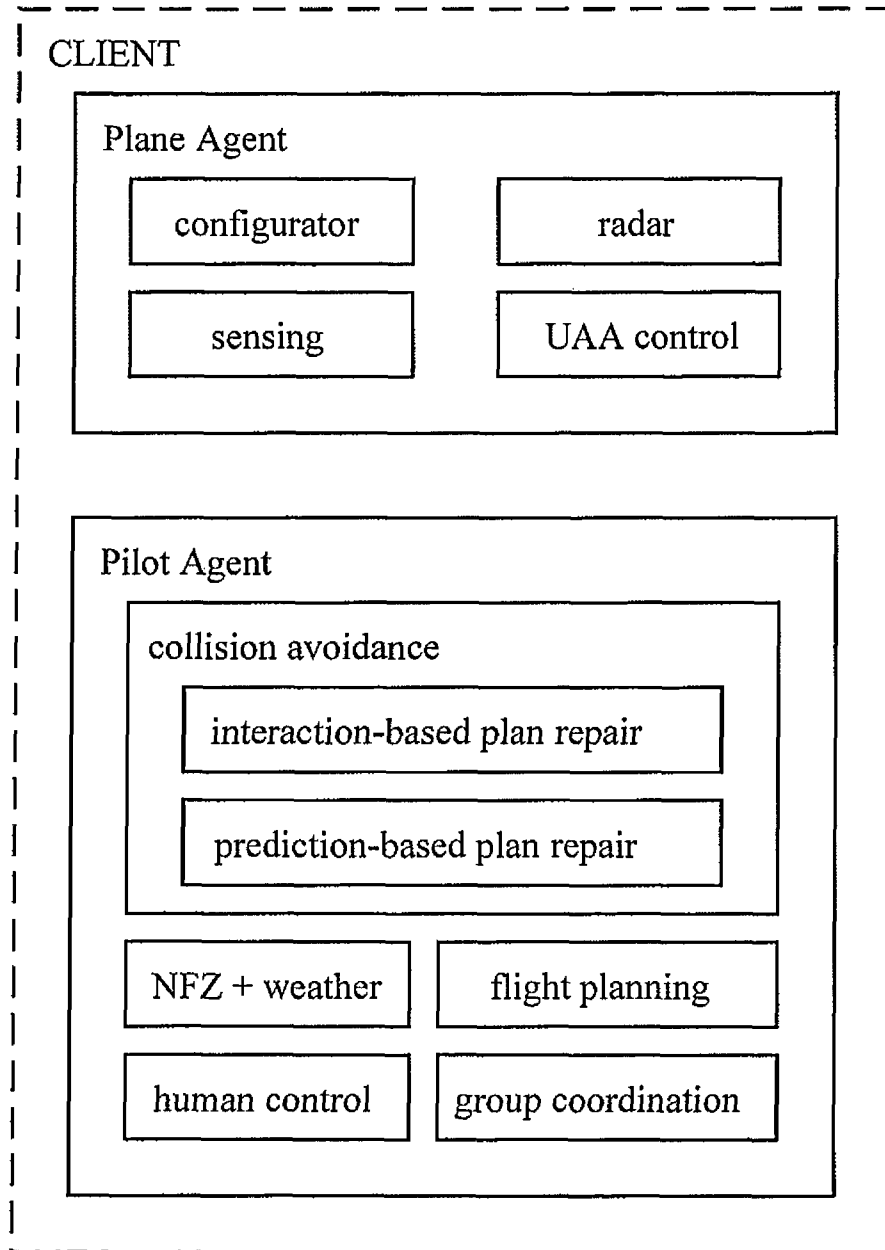 CLIENT
Plane Agent
configurator
radar
sensing
UAA control
Pilot Agent
collision avoidance
interaction-based plan repair
prediction-based plan repair
NFZ + weather
flight planning
human control
group coordination